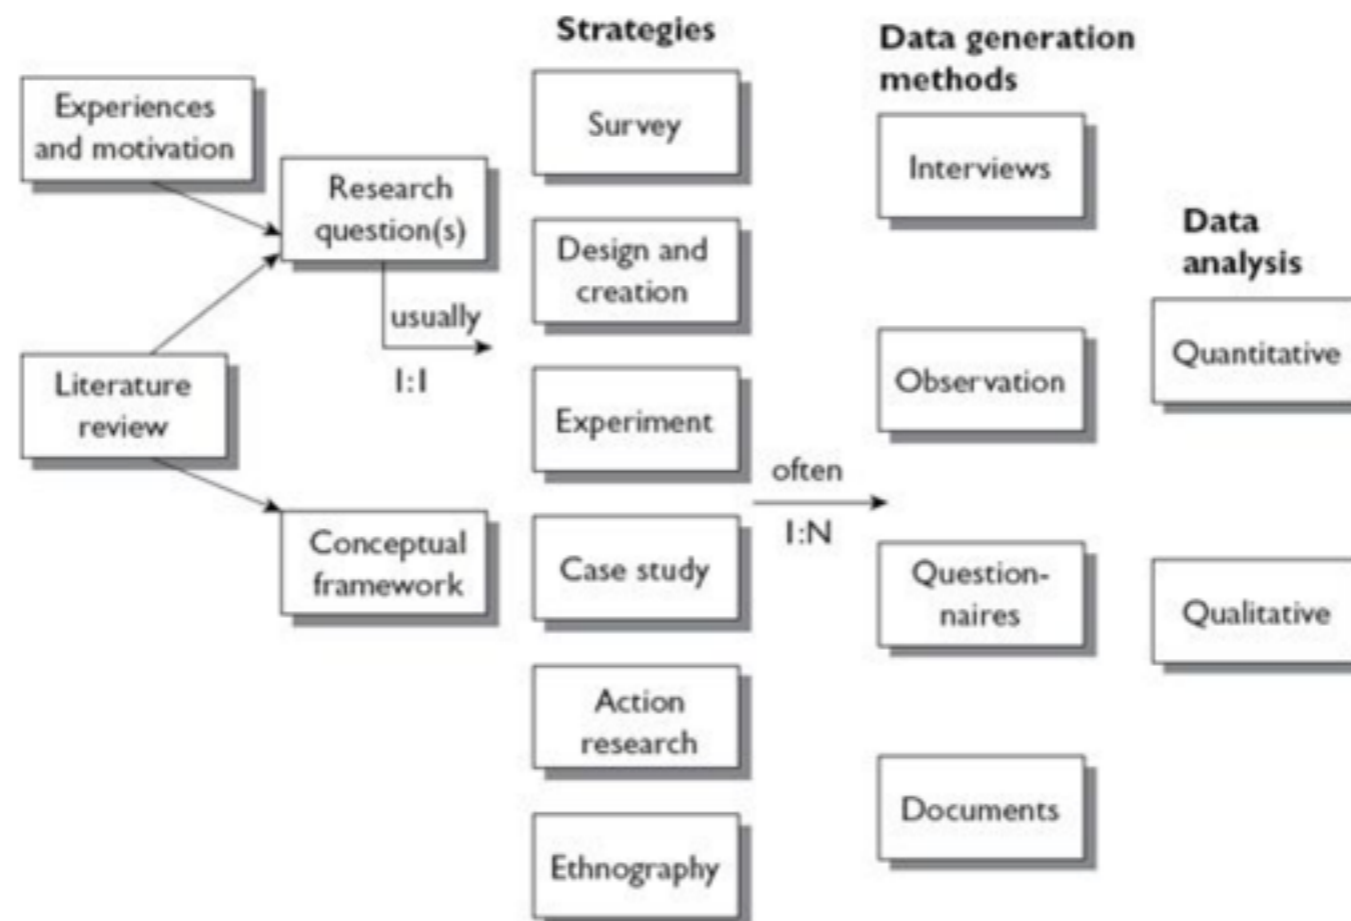 Experiences
and motivation
Literature
review
Research
question(s)
usually
1:1
Conceptual
framework
Strategies
Survey
Design and
creation
Experiment
Case study
Action
research
Ethnography
often
1:N
Data generation
methods
Interviews
Observation
Question-
naires
Documents
Data
analysis
Quantitative
Qualitative